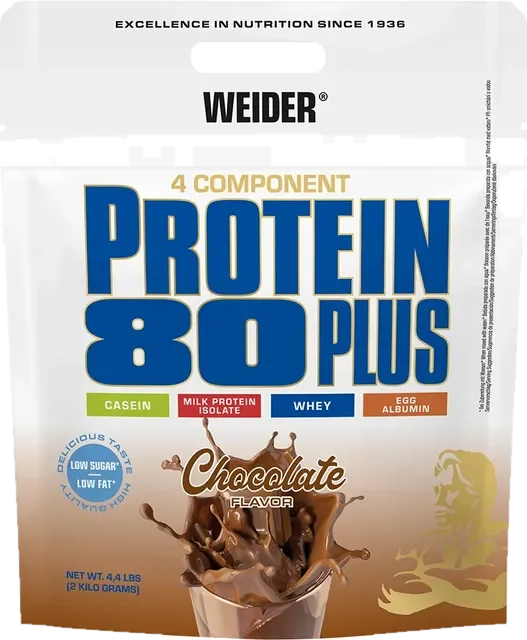 EXCELLENCE IN NUTRITION SINCE 1936
WEIDER®
4 COMPONENT
PROTEIN
80 PLUS
CASEIN
MILK PROTEIN
ISOLATE
WHEY
EGG
ALBUMIN
DELICIOUS TASTE
LOW SUGAR*
LOW FAT*
HIGH QUALITY
Chocolate
FLAVOR
NET WT. 4,4 LBS
(2 KILO GRAMS)